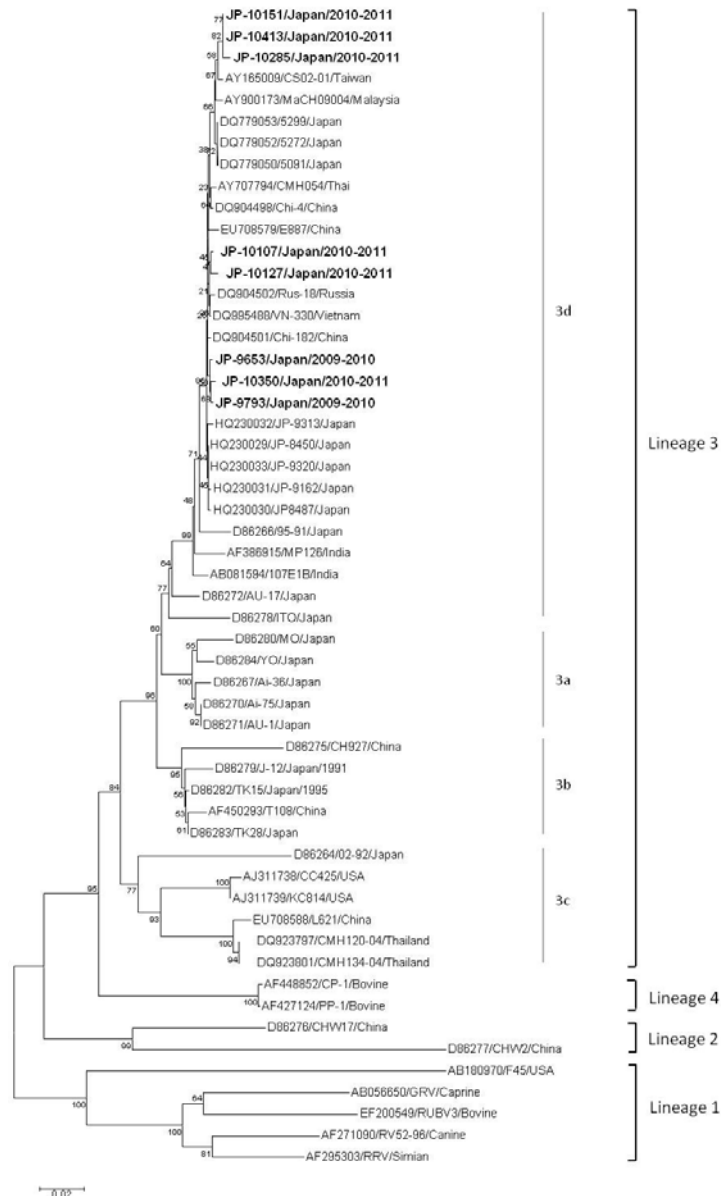 JP-10151/Japan/2010-2011
JP-10413/Japan/2010-2011
JP-10285/Japan/2010-2011
AY165009/CS02-01/Taiwan
AY900173/MaCH09004/Malaysia
DQ779053/5299/Japan
DQ779052/5272/Japan
DQ779050/5091/Japan
AY707794/CMH054/Thai
DQ904498/Chi-4/China
EU708579/E887/China
JP-10107/Japan/2010-2011
JP-10127/Japan/2010-2011
DQ904502/Rus-18/Russia
DQ995488/VN-330/Vietnam
DQ904501/Chi-182/China
JP-9653/Japan/2009-2010
JP-10350/Japan/2010-2011
JP-9793/Japan/2009-2010
HQ230032/JP-9313/Japan
HQ230029/JP-8450/Japan
HQ230033/JP-9320/Japan
HQ230031/JP-9162/Japan
HQ230030/JP8487/Japan
D86266/95-91/Japan
AF386915/MP126/India
AB081594/107E1B/India
D86272/AU-17/Japan
D86278/ITO/Japan
3d
D86280/MO/Japan
D86284/YO/Japan
D86267/Ai-36/Japan
D86270/Ai-75/Japan
D86271/AU-1/Japan
3a
D86275/CH927/China
D86279/J-12/Japan/1991
D86282/TK15/Japan/1995
AF450293/T108/China
D86283/TK28/Japan
3b
D86264/02-92/Japan
AJ311738/CC425/USA
AJ311739/KC814/USA
EU708588/L621/China
DQ923797/CMH120-04/Thailand
DQ923801/CMH134-04/Thailand
3c
Lineage 3
AF448852/CP-1/Bovine
AF427124/PP-1/Bovine
Lineage 4
D86276/CHW17/China
D86277/CHW2/China
Lineage 2
AB180970/F45/USA
AB056650/GRV/Caprine
EF200549/RUBV3/Bovine
AF271090/RV52-96/Canine
AF295303/RRV/Simian
Lineage 1
77
82
58
67
66
71
48
99
64
77
60
96
55
100
58
92
95
56
53
61
84
77
100
93
100
94
95
100
99
100
64
100
81
0.02